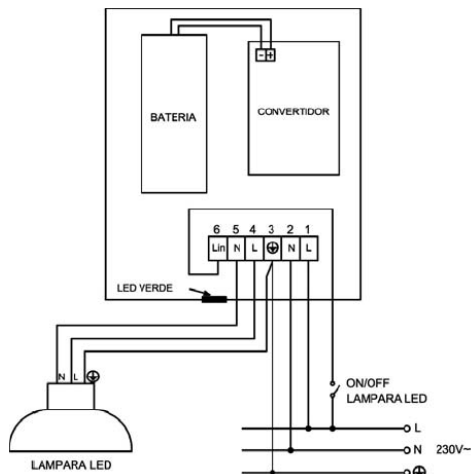 - +
BATERIA
CONVERTIDOR
6 5 4 3 2 1
Lin N L ⏚ N L
LED VERDE
N L ⏚
ON/OFF
LAMPARA LED
L
N 230V~
⏚
LAMPARA LED